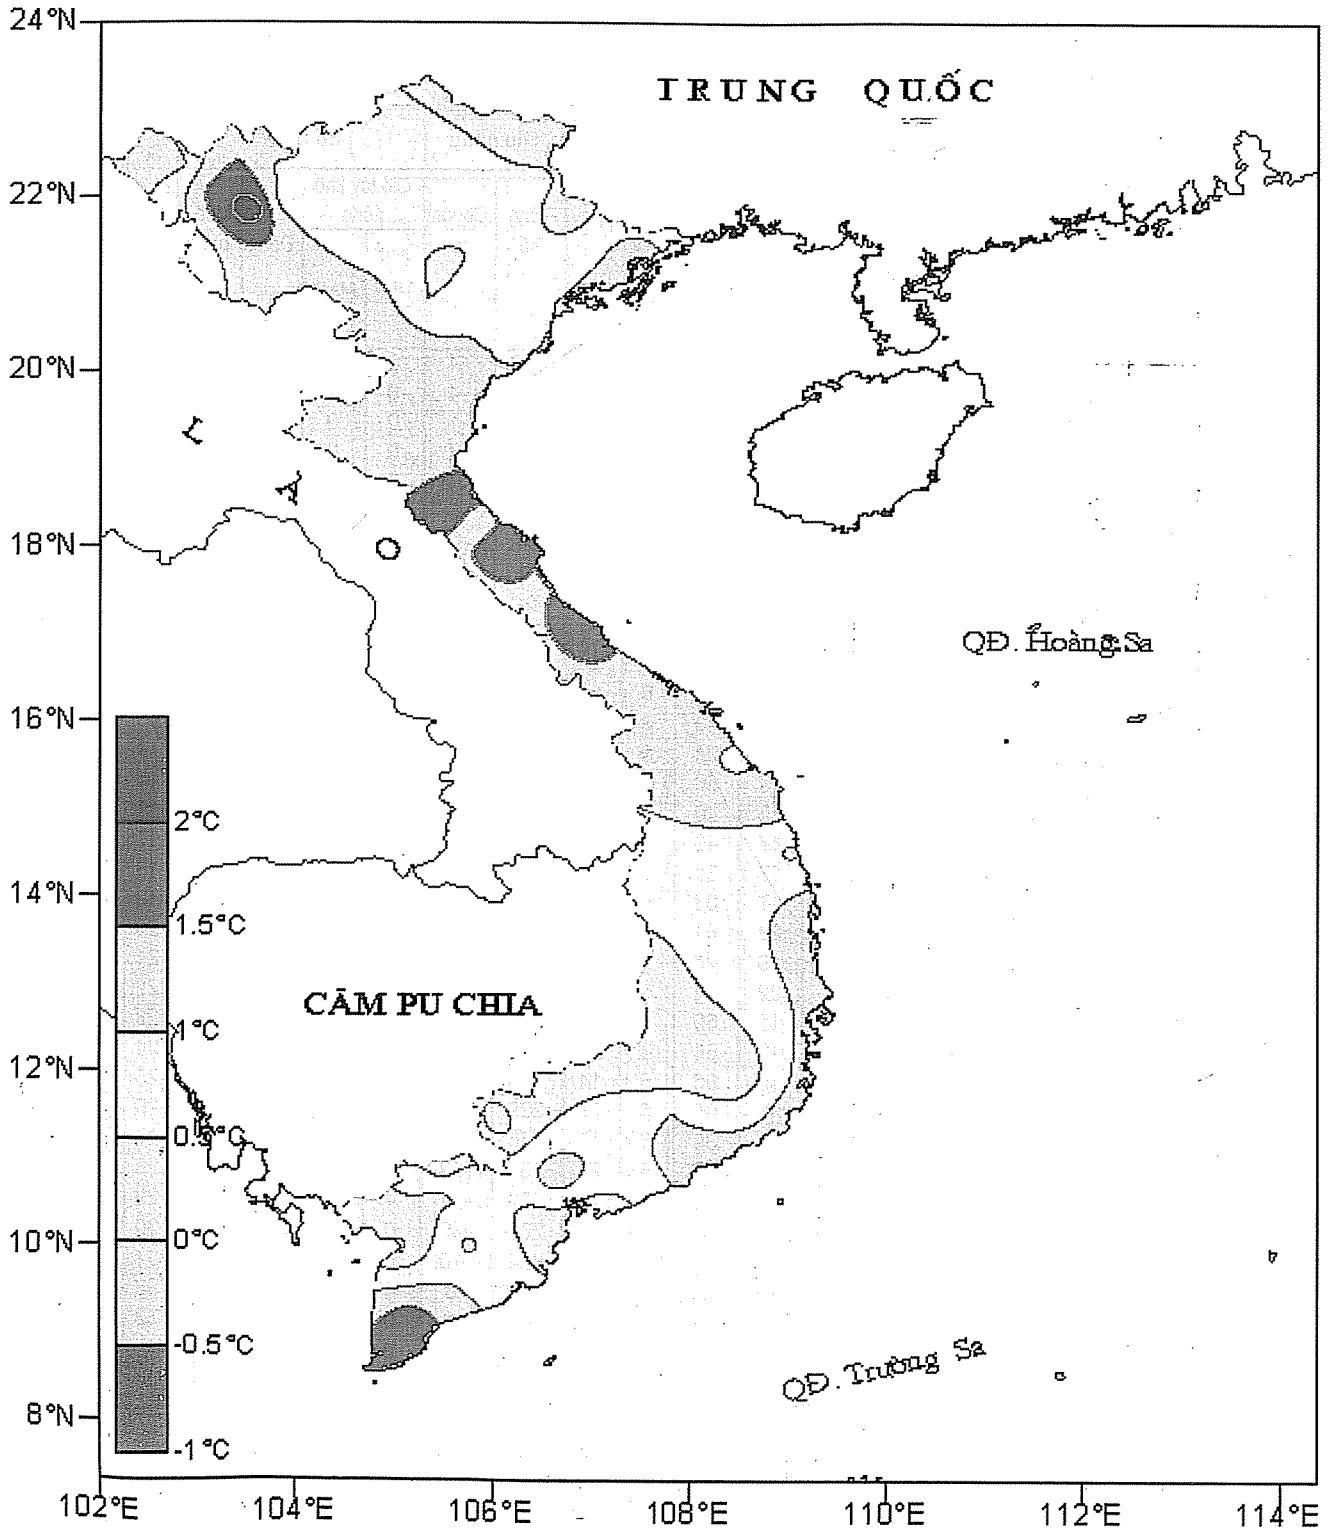 24°N
TRUNG QUỐC
22°N
20°N
L
A
18°N
O
QĐ. Hoàng Sa
16°N
2°C
14°N
1.5°C
CĂM PU CHIA
1°C
12°N
0.5°C
10°N
0°C
-0.5°C
QĐ. Trường Sa
8°N
-1°C
102°E 104°E 106°E 108°E 110°E 112°E 114°E